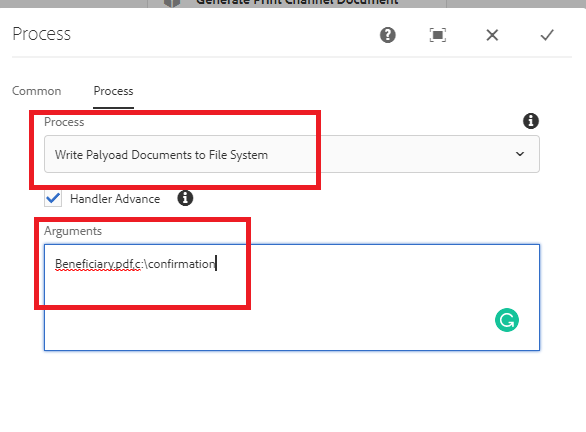 Generate Print Channel Document
Process
Common
Process
Process
Write Palyoad Documents to File System
Handler Advance
Arguments
Beneficiary.pdf,c:\confirmation